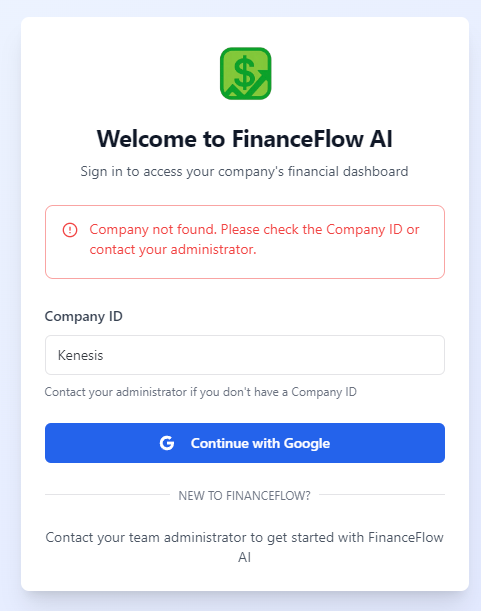 $
Welcome to FinanceFlow AI
Sign in to access your company's financial dashboard
Company not found. Please check the Company ID or
contact your administrator.
Company ID
Kenesis
Contact your administrator if you don't have a Company ID
G Continue with Google
NEW TO FINANCEFLOW?
Contact your team administrator to get started with FinanceFlow
AI